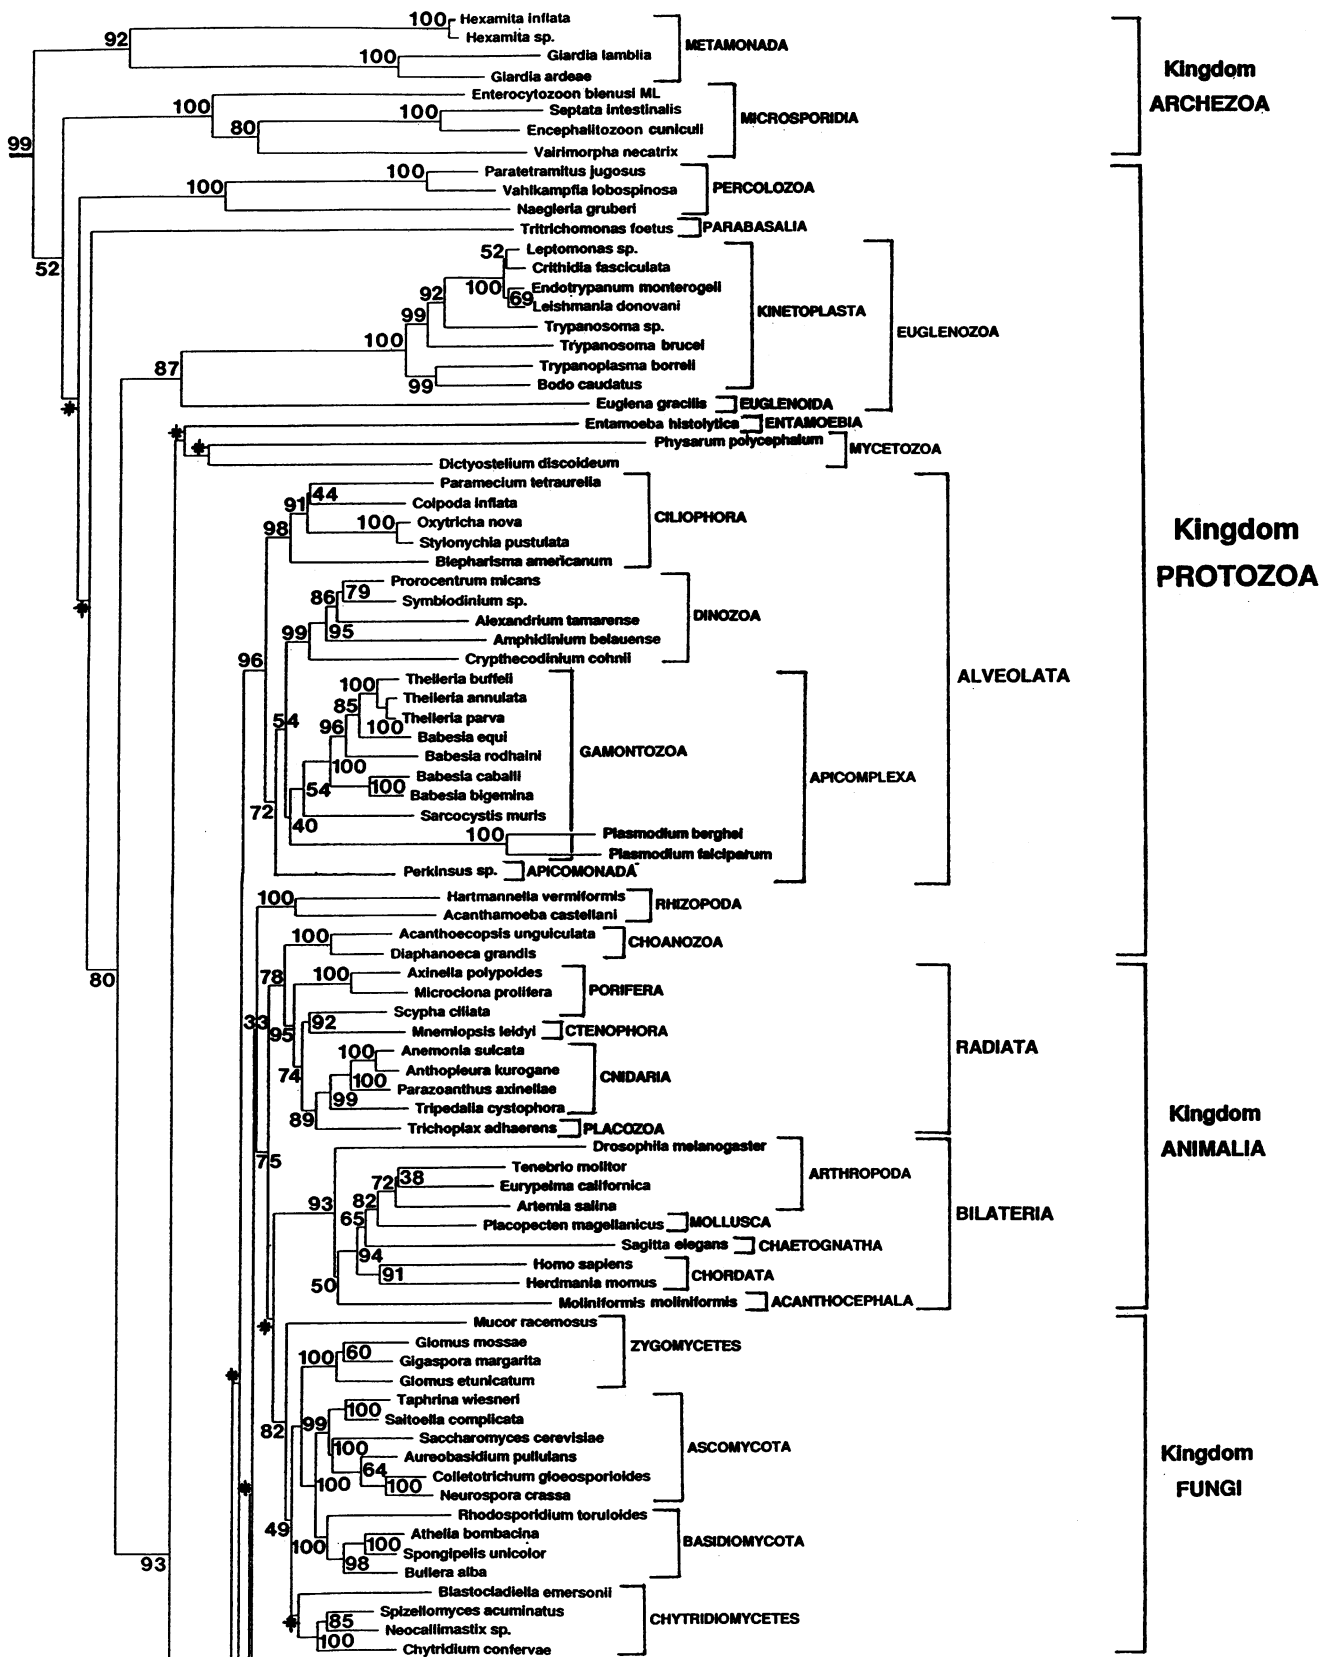 100 Hexamita inflata
Hexamita sp.
92
METAMONADA
100 Giardia lamblia
Giardia ardeae
Kingdom
ARCHEZOA
Enterocytozoon bienusi ML
100
100 Septata intestinalis
MICROSPORIDIA
80 Encephalitozoon cuniculi
99
Vairimorpha necatrix
Paratetramitus jugosus
100
100 Vahlkampfia lobospinosa
PERCOLOZOA
Naegleria gruberi
Tritrichomonas foetus PARABASALIA
52 Leptomonas sp.
52
Crithidia fasciculata
100 Endotrypanum monterogeii
92 69
Leishmania donovani
KINETOPLASTA
99
Trypanosoma sp.
EUGLENOZOA
100 Trypanosoma brucei
87
Trypanoplasma borreli
99 Bodo caudatus
Euglena gracilis EUGLENOIDA
*
Entamoeba histolytica ENTAMOEBIA
*
* Physarum polycephalum
MYCETOZOA
Dictyostelium discoideum
Paramecium tetraurelia
44
91 Colpoda inflata
CILIOPHORA
98 100 Oxytricha nova
Stylonychia pustulata
Kingdom
PROTOZOA
Blepharisma americanum
Prorocentrum micans
79
86 Symbiodinium sp.
*
DINOZOA
Alexandrium tamarense
99 95
Amphidinium belauense
96
Crypthecodinium cohnii
ALVEOLATA
100 Theileria buffeli
Theileria annulata
85
54 Theileria parva
96 100
Babesia equi
GAMONTOZOA
Babesia rodhaini
100
Babesia caballi
APICOMPLEXA
54 100
Babesia bigemina
72 Sarcocystis muris
40
100 Plasmodium berghei
Plasmodium falciparum
Perkinsus sp. APICOMONADA
100 Hartmannella vermiformis
RHIZOPODA
Acanthamoeba castellani
100 Acanthoecopsis unguiculata
CHOANOZOA
Diaphanoeca grandis
80
78 100 Axinella polypoides
PORIFERA
Microciona prolifera
Scypha ciliata
33 92
95 Mnemiopsis leidyi CTENOPHORA
RADIATA
100 Anemonia sulcata
Anthopleura kurogane
74 100
CNIDARIA
Parazoanthus axinellae
99
Tripedalia cystophora
89
Trichoplax adhaerens PLACOZOA
Kingdom
ANIMALIA
Drosophila melanogaster
75
Tenebrio molitor
ARTHROPODA
72 38
Eurypelma californica
93 82 Artemia salina
65
BILATERIA
Placopecten magellanicus MOLLUSCA
Sagitta elegans CHAETOGNATHA
94
Homo sapiens
91
CHORDATA
50 Herdmania momus
Moliniformis moliniformis ACANTHOCEPHALA
*
Mucor racemosus
Glomus mossae
ZYGOMYCETES
100 60
Gigaspora margarita
*
Glomus etunicatum
Taphrina wiesneri
100
99 Saitoella complicata
82
Saccharomyces cerevisiae
100
ASCOMYCOTA
Aureobasidium pullulans
64
Colletotrichum gloeosporioides
Kingdom
FUNGI
* 100 100
Neurospora crassa
Rhodosporidium toruloides
49
Athelia bombacina
100 100
BASIDIOMYCOTA
Spongipelis unicolor
93 98
Bullera alba
Blastocladiella emersonii
Spizellomyces acuminatus
* 85
CHYTRIDIOMYCETES
Neocallimastix sp.
100
Chytridium confervae